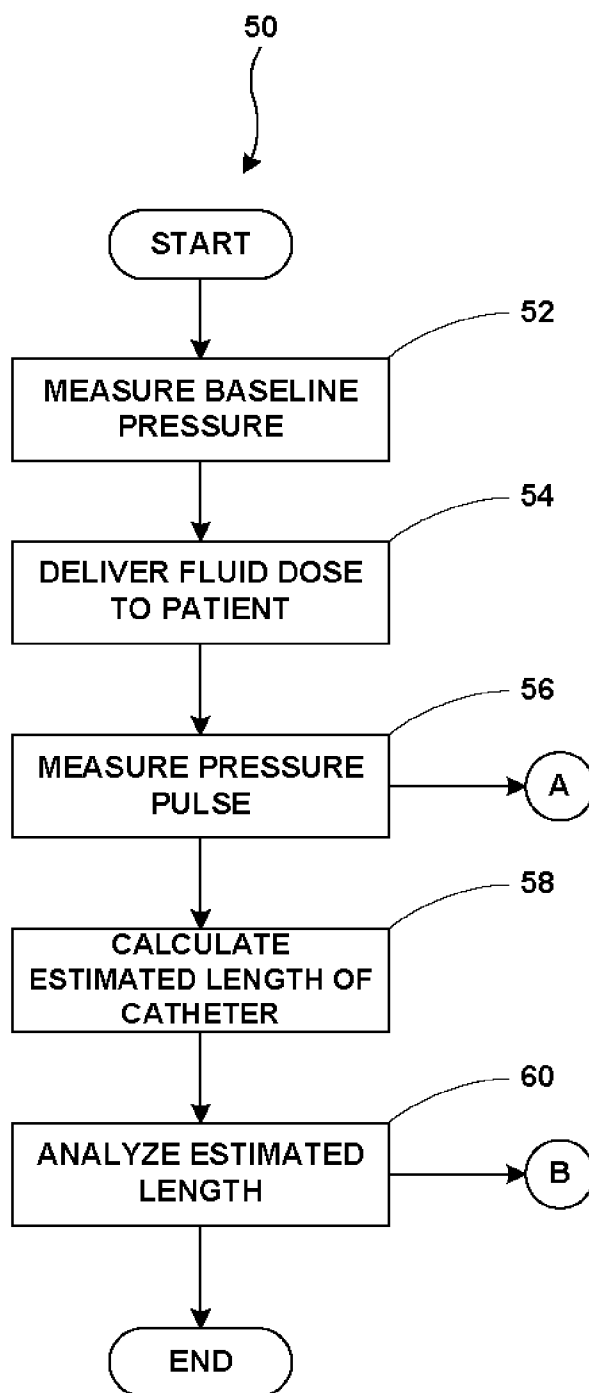 50
START
52
MEASURE BASELINE
PRESSURE
54
DELIVER FLUID DOSE
TO PATIENT
56
MEASURE PRESSURE
PULSE
A
58
CALCULATE
ESTIMATED LENGTH OF
CATHETER
60
ANALYZE ESTIMATED
LENGTH
B
END